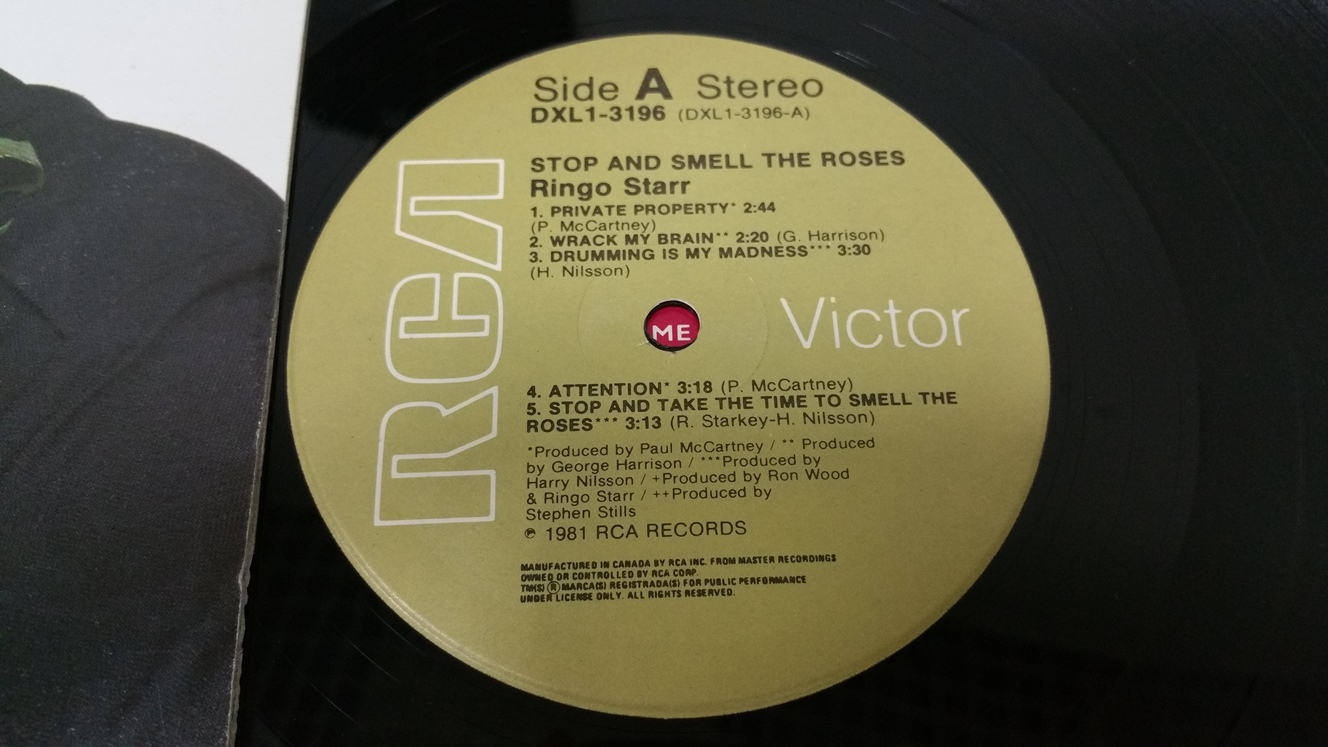 Side A Stereo
DXL1-3196 (DXL1-3196-A)
STOP AND SMELL THE ROSES
Ringo Starr
1. PRIVATE PROPERTY* 2:44
(P. McCartney)
2. WRACK MY BRAIN** 2:20 (G. Harrison)
3. DRUMMING IS MY MADNESS*** 3:30
(H. Nilsson)
RCA
ME
Victor
4. ATTENTION* 3:18 (P. McCartney)
5. STOP AND TAKE THE TIME TO SMELL THE
ROSES*** 3:13 (R. Starkey-H. Nilsson)
*Produced by Paul McCartney / ** Produced
by George Harrison / ***Produced by
Harry Nilsson / +Produced by Ron Wood
& Ringo Starr / ++Produced by
Stephen Stills
℗ 1981 RCA RECORDS
MANUFACTURED IN CANADA BY RCA INC. FROM MASTER RECORDINGS
OWNED OR CONTROLLED BY RCA CORP.
TM(S) ® MARCA(S) REGISTRADA(S) FOR PUBLIC PERFORMANCE
UNDER LICENSE ONLY. ALL RIGHTS RESERVED.